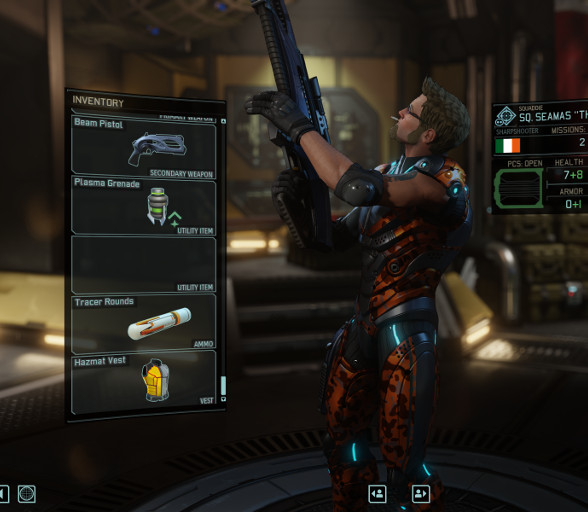 INVENTORY
PRIMARY WEAPON
Beam Pistol
SECONDARY WEAPON
Plasma Grenade
UTILITY ITEM
UTILITY ITEM
Tracer Rounds
AMMO
Hazmat Vest
VEST
SQUADDIE
SQ. SEAMAS "TH
SHARPSHOOTER
MISSIONS:
2
PCS: OPEN
HEALTH
7+8
ARMOR
0+1